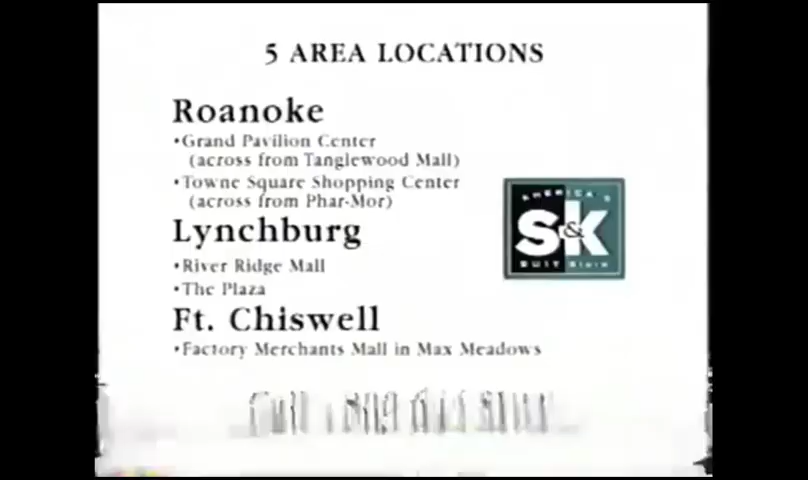 5 AREA LOCATIONS
Roanoke
•Grand Pavilion Center
(across from Tanglewood Mall)
•Towne Square Shopping Center
(across from Phar-Mor)
AMERICA'S
S&K
SUIT Store
Lynchburg
•River Ridge Mall
•The Plaza
Ft. Chiswell
•Factory Merchants Mall in Max Meadows
Call